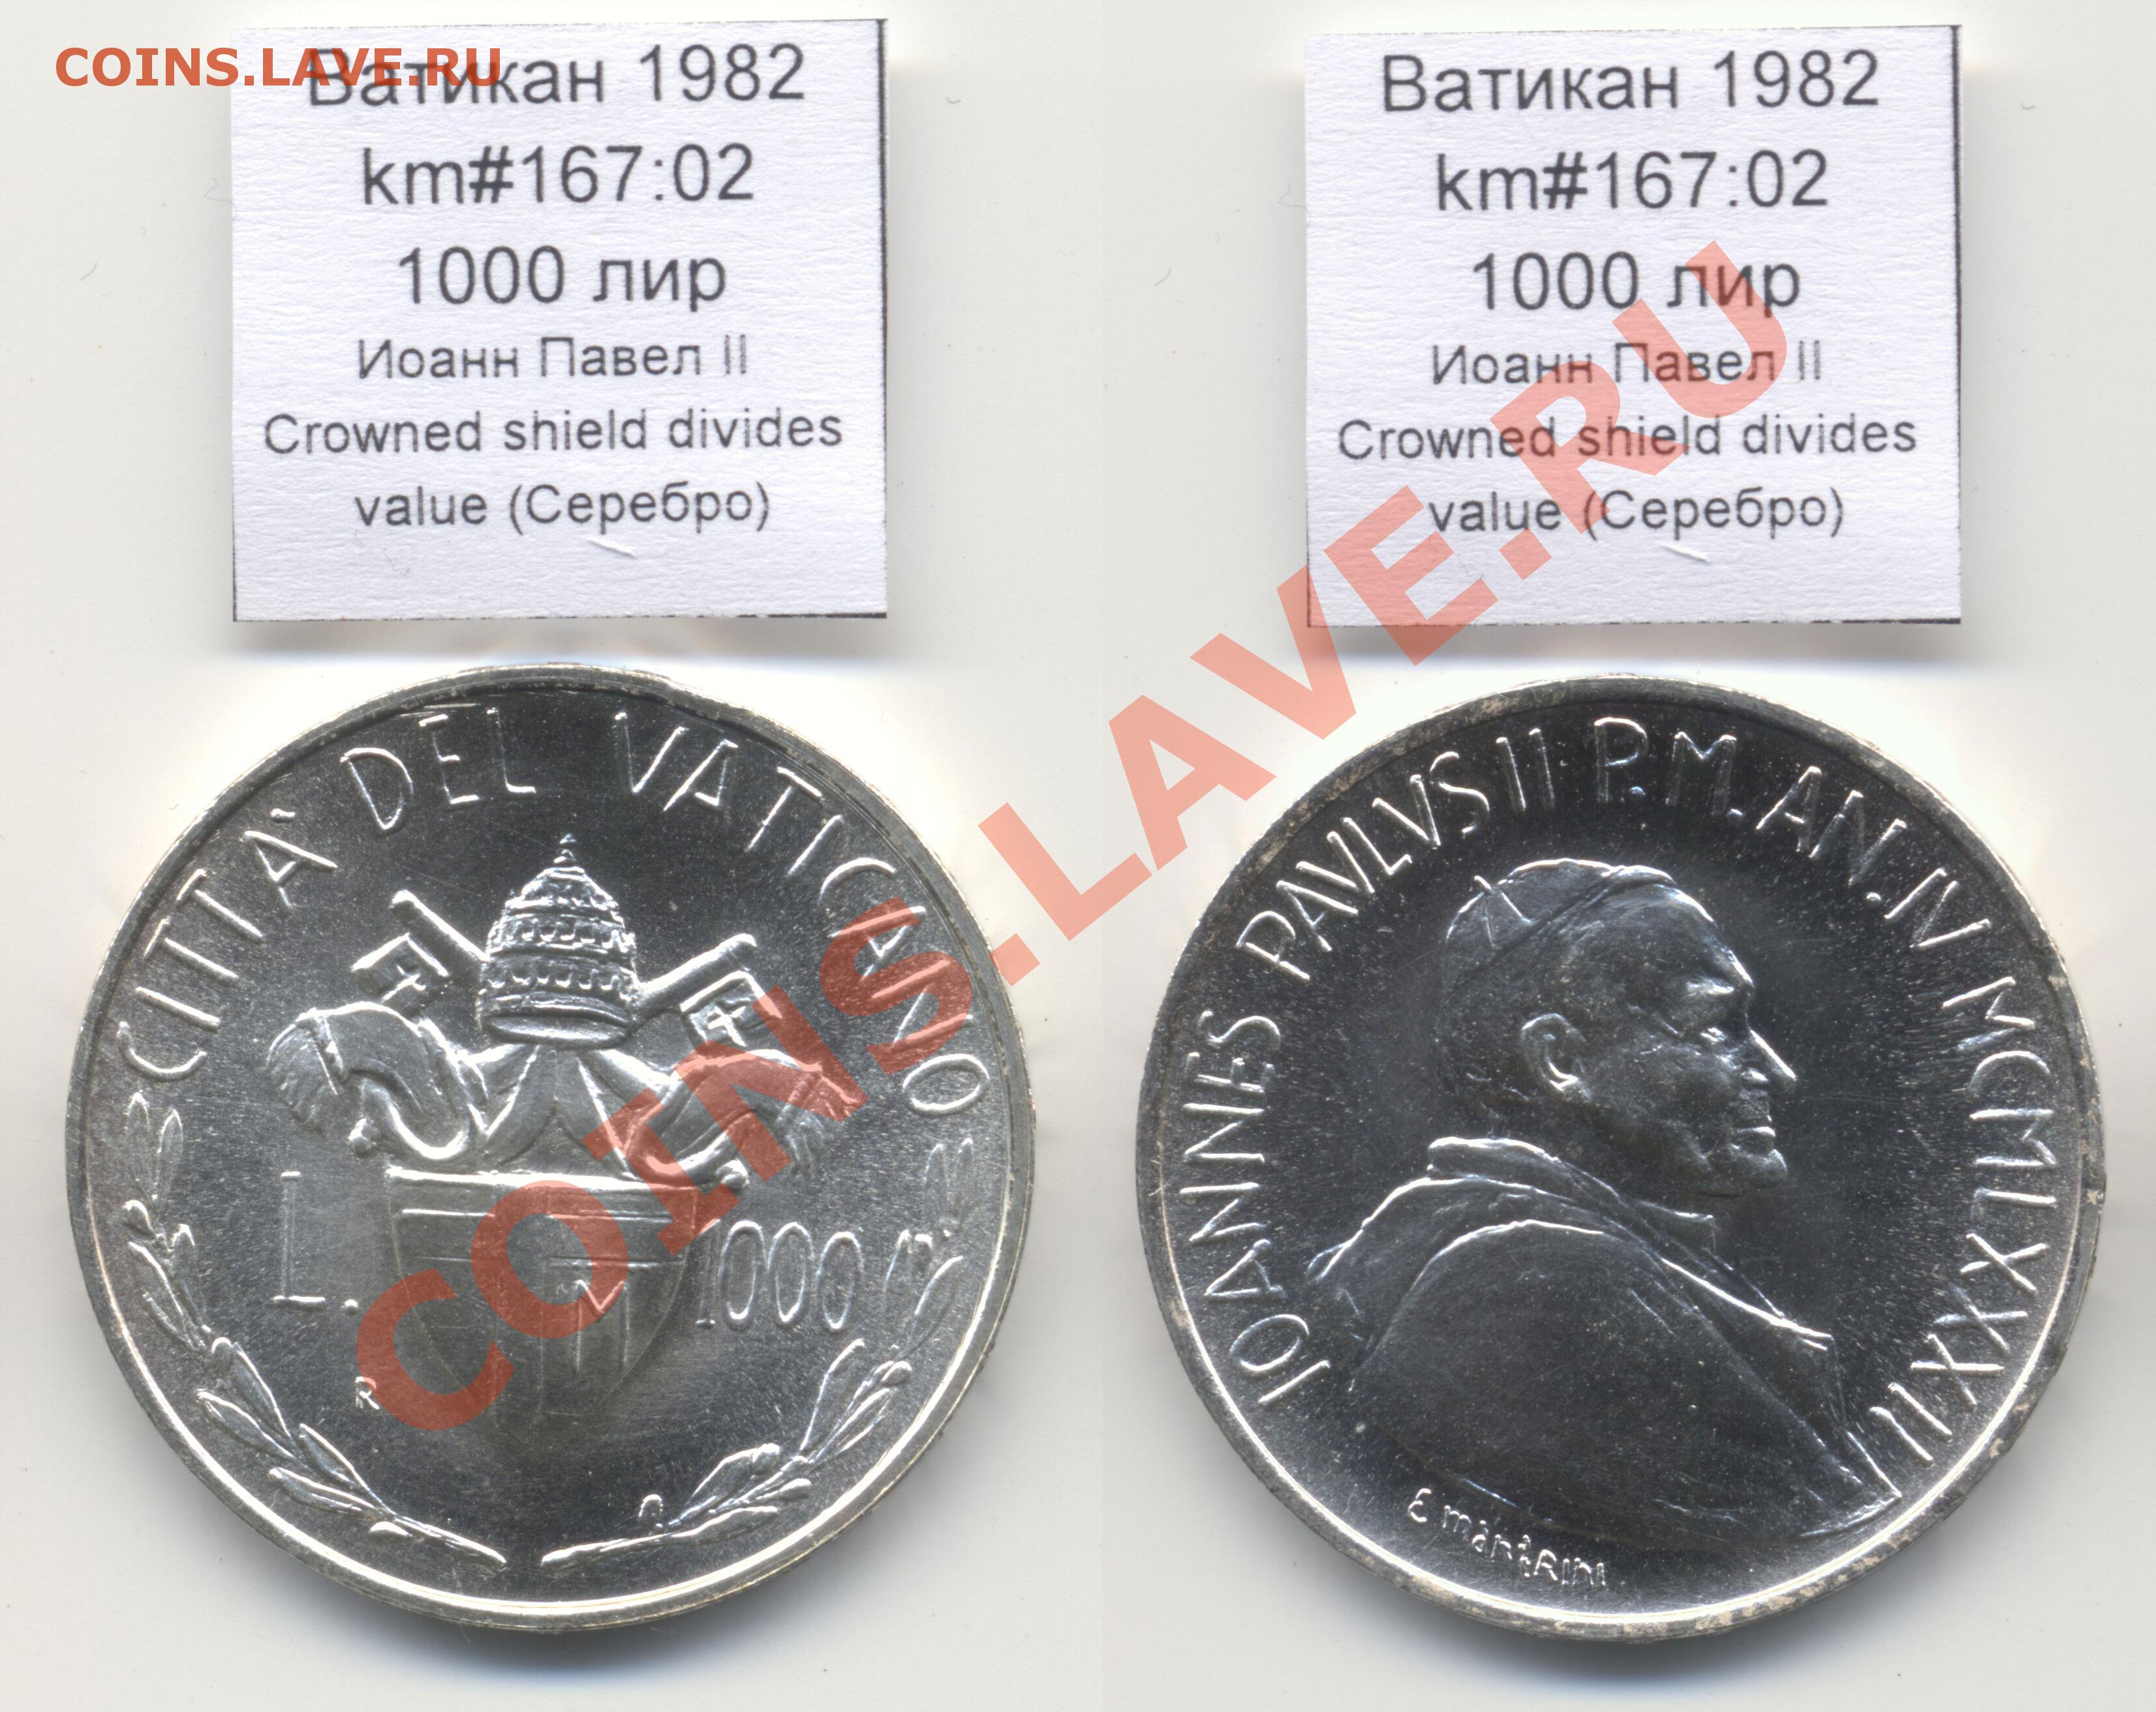 COINS.LAVE.RU
Ватикан 1982
km#167:02
1000 лир
Иоанн Павел II
Crowned shield divides
value (Серебро)
Ватикан 1982
km#167:02
1000 лир
Иоанн Павел II
Crowned shield divides
value (Серебро)
COINS.LAVE.RU
CITTÀ DEL VATICANO
L. 1000
R
IOANNES PAVLVS II P.M. AN. IV MCMLXXXII
E mantRINI